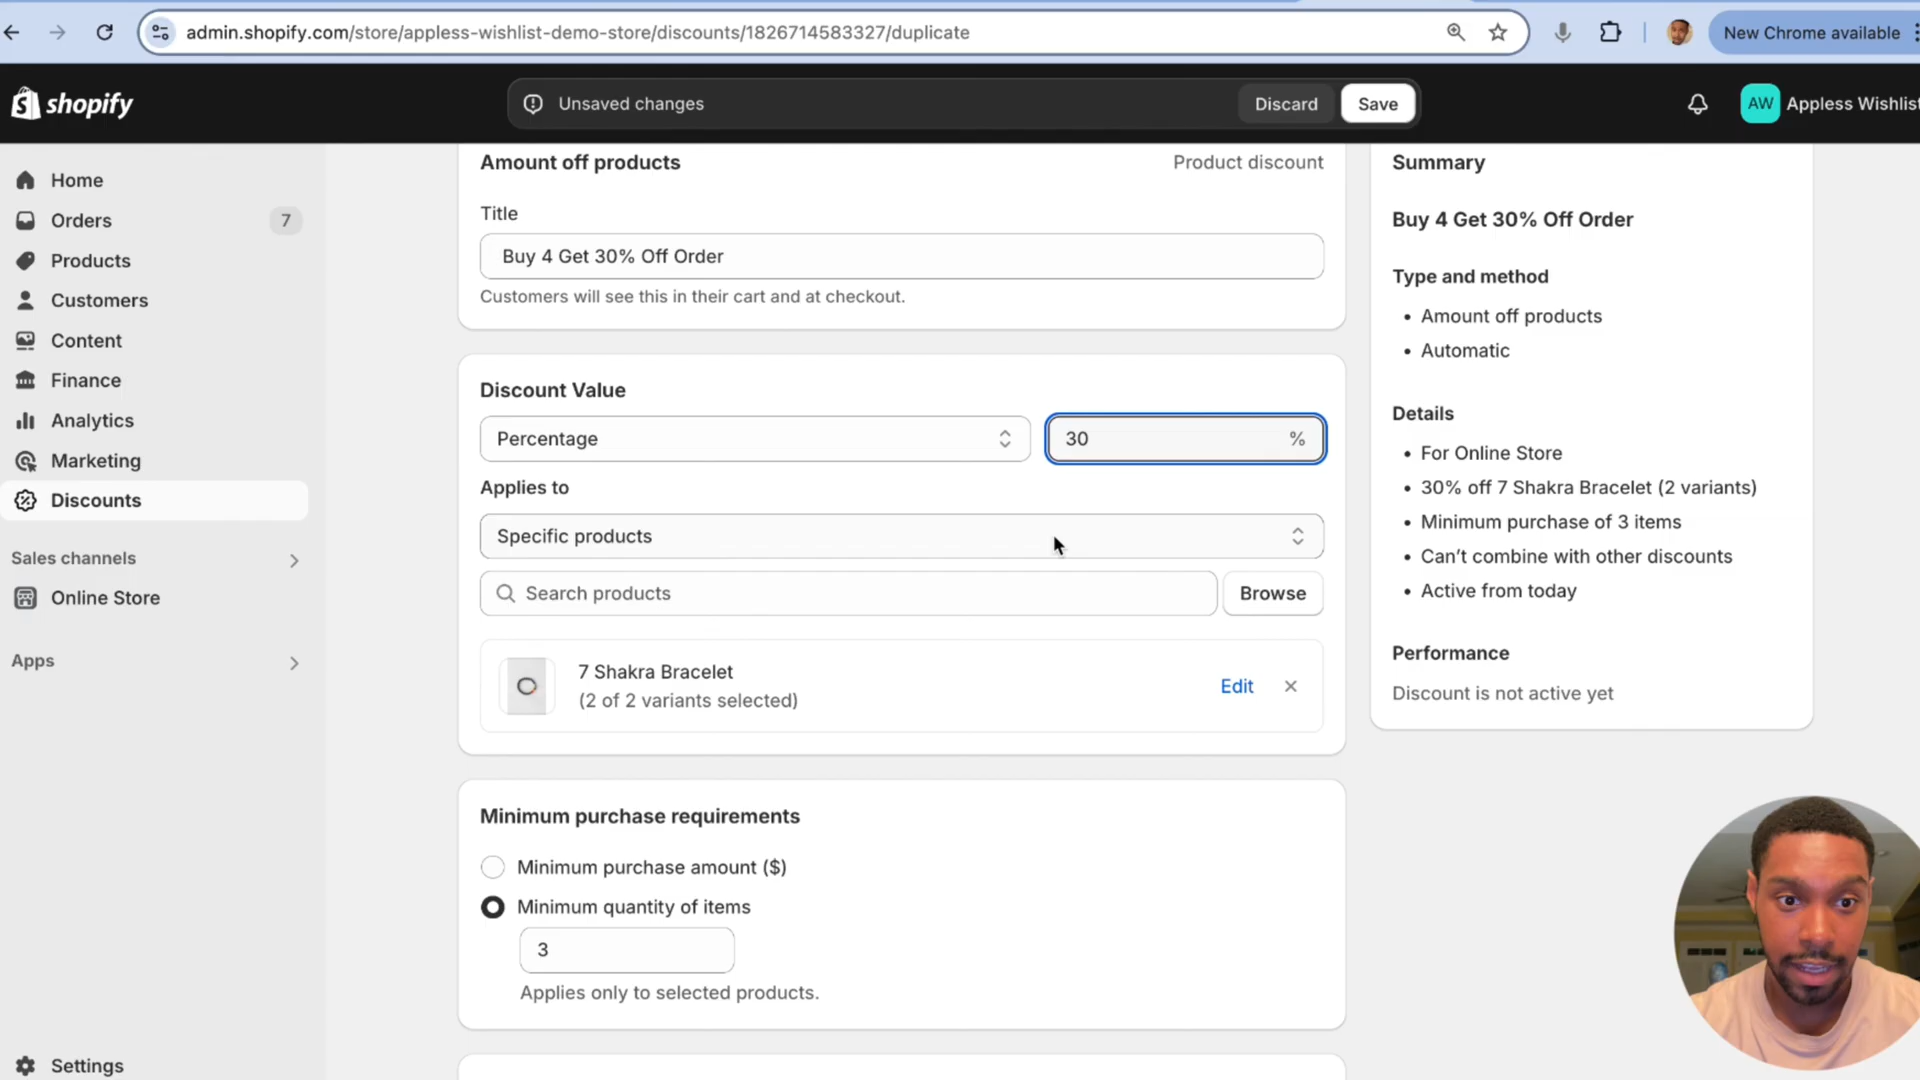 admin.shopify.com/store/appless-wishlist-demo-store/discounts/1826714583327/duplicate
New Chrome available
shopify
Unsaved changes
Discard
Save
AW
Appless Wishlist
Home
Orders
7
Products
Customers
Content
Finance
Analytics
Marketing
Discounts
Sales channels
Online Store
Apps
Settings
Amount off products
Product discount
Title
Buy 4 Get 30% Off Order
Customers will see this in their cart and at checkout.
Discount Value
Percentage
30
%
Applies to
Specific products
Search products
Browse
7 Shakra Bracelet
(2 of 2 variants selected)
Edit
Minimum purchase requirements
Minimum purchase amount ($)
Minimum quantity of items
3
Applies only to selected products.
Summary
Buy 4 Get 30% Off Order
Type and method
• Amount off products
• Automatic
Details
• For Online Store
• 30% off 7 Shakra Bracelet (2 variants)
• Minimum purchase of 3 items
• Can't combine with other discounts
• Active from today
Performance
Discount is not active yet